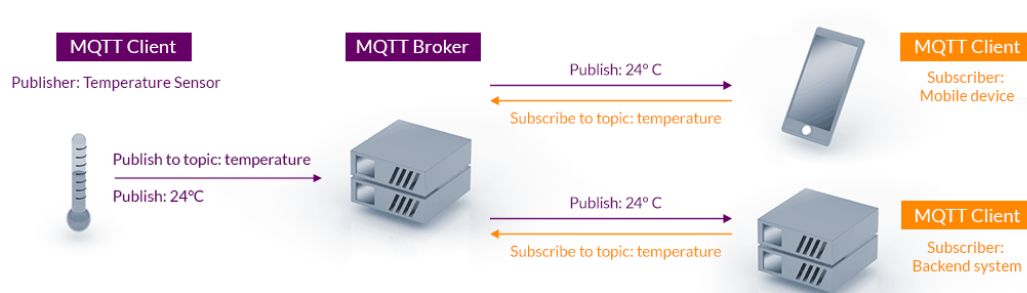 MQTT Client
Publisher: Temperature Sensor
Publish to topic: temperature
Publish: 24°C
MQTT Broker
Publish: 24° C
Subscribe to topic: temperature
MQTT Client
Subscriber:
Mobile device
Publish: 24° C
Subscribe to topic: temperature
MQTT Client
Subscriber:
Backend system